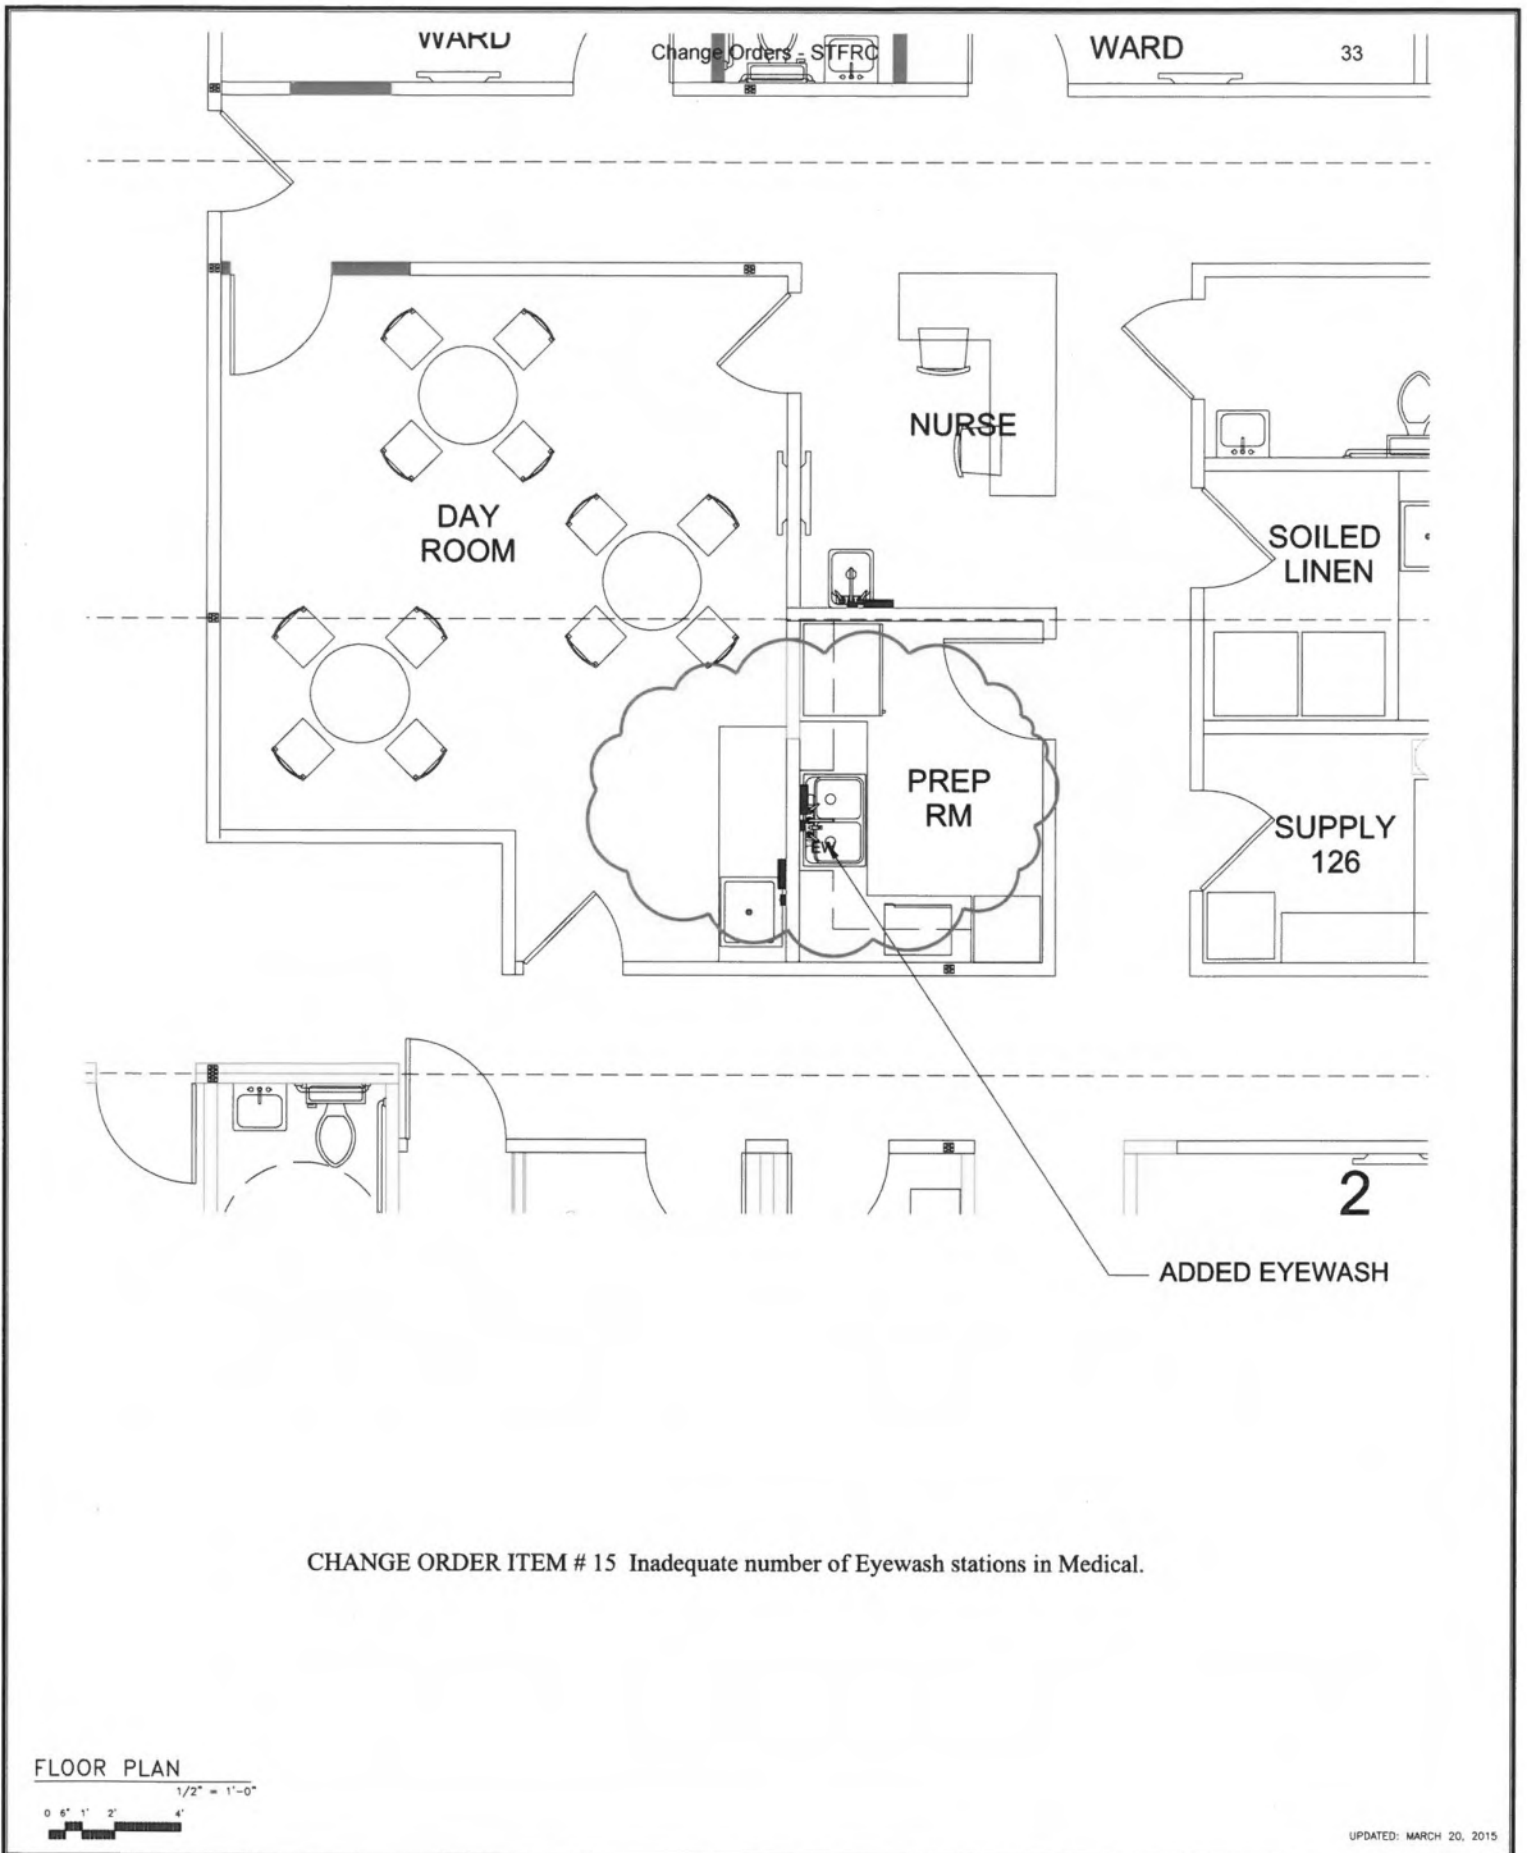 WARD
Change Orders - STFRC
WARD
33
NURSE
DAY
ROOM
SOILED
LINEN
PREP
RM
EW
SUPPLY
126
2
ADDED EYEWASH
CHANGE ORDER ITEM # 15 Inadequate number of Eyewash stations in Medical.
FLOOR PLAN
1/2" = 1'-0"
0 6" 1' 2' 4'
UPDATED: MARCH 20, 2015